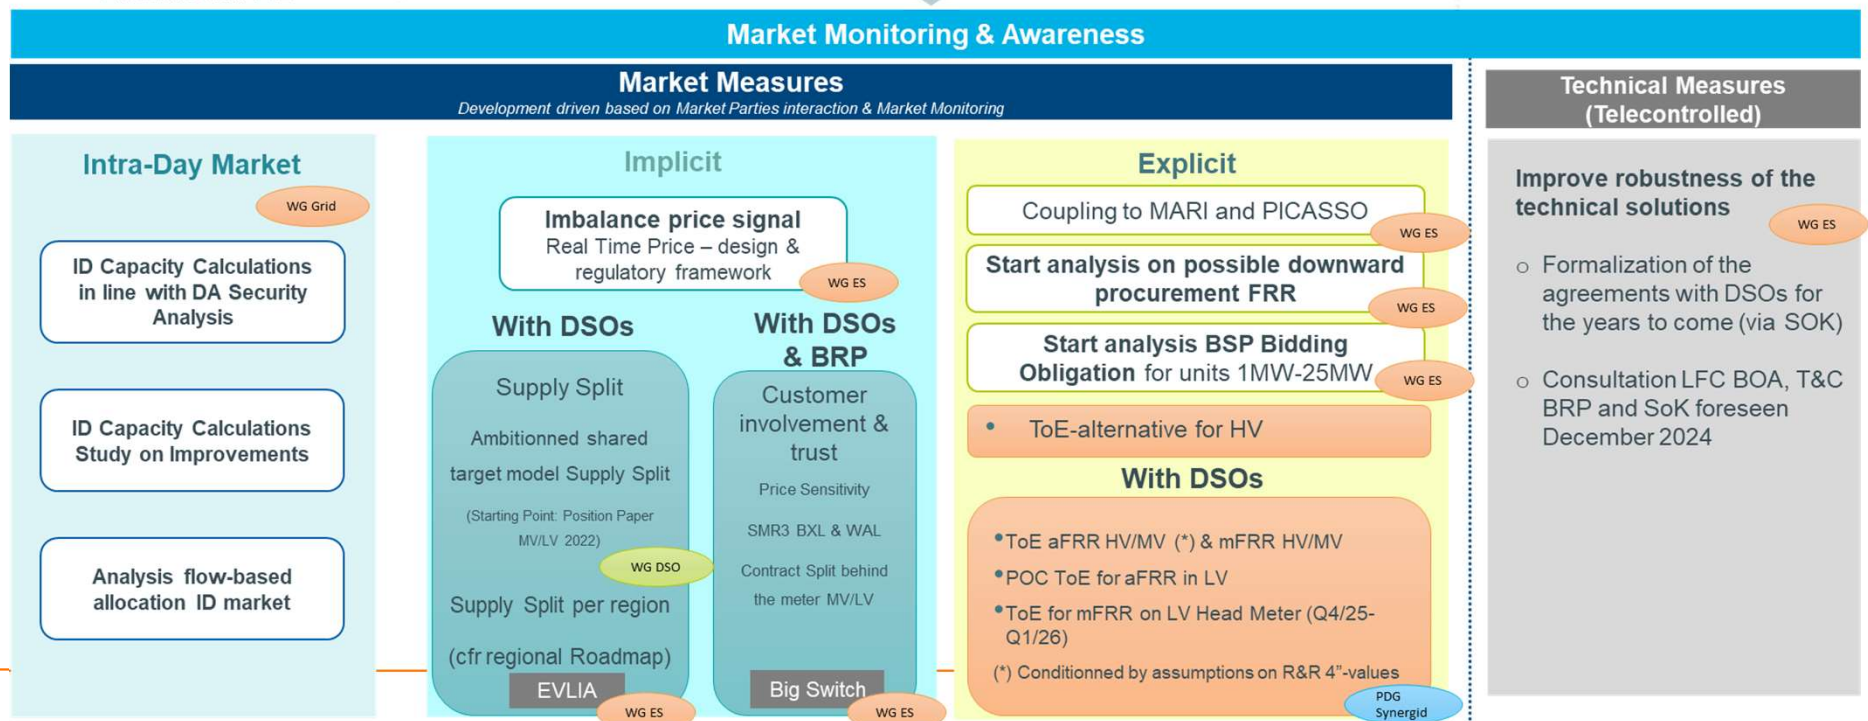 Market Monitoring & Awareness
Market Measures
Development driven based on Market Parties interaction & Market Monitoring
Technical Measures
(Telecontrolled)
Intra-Day Market
WG Grid
ID Capacity Calculations
in line with DA Security
Analysis
ID Capacity Calculations
Study on Improvements
Analysis flow-based
allocation ID market
Implicit
Imbalance price signal
Real Time Price – design &
regulatory framework
WG ES
With DSOs
Supply Split
Ambitionned shared
target model Supply Split
(Starting Point: Position Paper
MV/LV 2022)
WG DSO
Supply Split per region
(cfr regional Roadmap)
EVLIA
WG ES
With DSOs
& BRP
Customer
involvement &
trust
Price Sensitivity
SMR3 BXL & WAL
Contract Split behind
the meter MV/LV
Big Switch
WG ES
Explicit
Coupling to MARI and PICASSO
WG ES
Start analysis on possible downward
procurement FRR
WG ES
Start analysis BSP Bidding
Obligation for units 1MW-25MW
WG ES
• ToE-alternative for HV
With DSOs
•ToE aFRR HV/MV (*) & mFRR HV/MV
•POC ToE for aFRR in LV
•ToE for mFRR on LV Head Meter (Q4/25-
Q1/26)
(*) Conditionned by assumptions on R&R 4”-values
PDG
Synergid
Improve robustness of the
technical solutions
WG ES
o Formalization of the
agreements with DSOs for
the years to come (via SOK)
o Consultation LFC BOA, T&C
BRP and SoK foreseen
December 2024